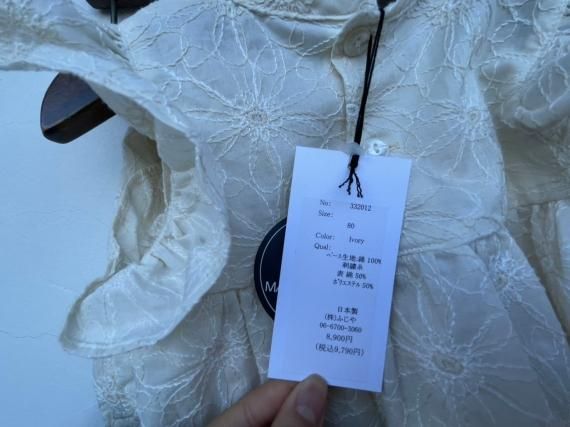 No: 332012
Size:
80
Color: Ivory
Qual:
ベース生地:綿 100%
刺繍糸
表 綿 50%
ポリエステル 50%
日本製
(株)ふじや
06-6700-3060
8,900円
(税込9,790円)